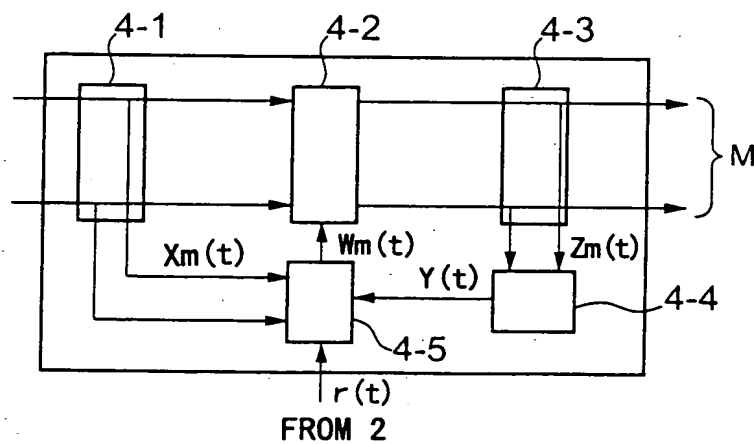 4-1
4-2
4-3
M
Xm(t)
Wm(t)
Zm(t)
Y(t)
4-4
4-5
r(t)
FROM 2